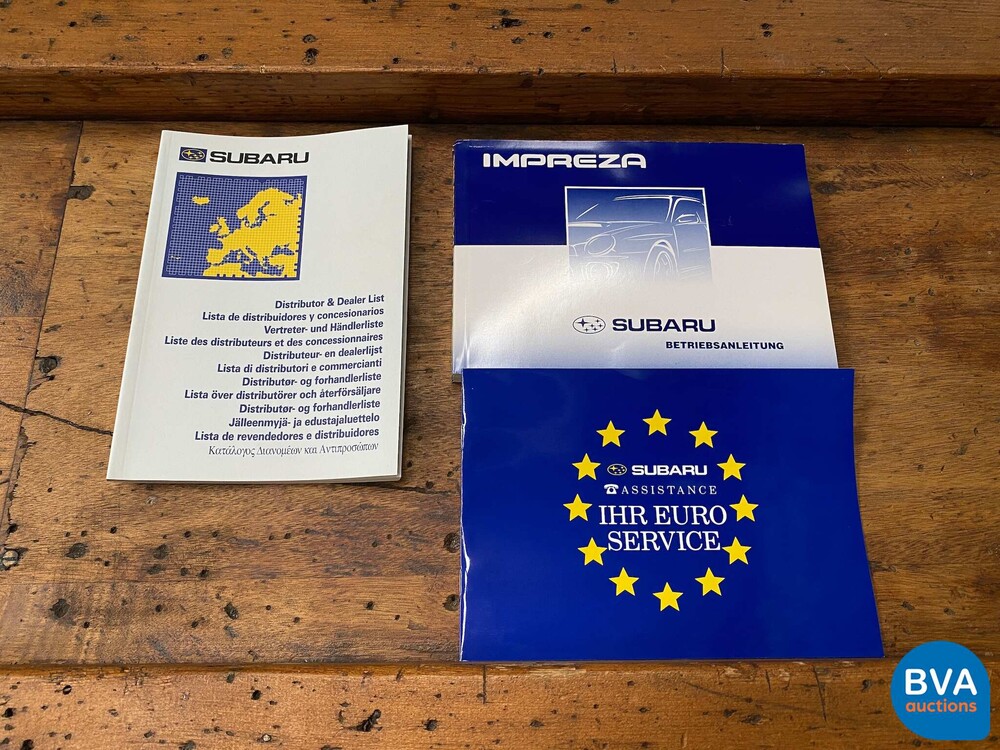 SUBARU
Distributor & Dealer List
Lista de distribuidores y concesionarios
Vertreter- und Händlerliste
Liste des distributeurs et des concessionnaires
Distributeur- en dealerlijst
Lista di distributori e commercianti
Distributør- og forhandlerliste
Lista över distributörer och återförsäljare
Distributør- og forhandlerliste
Jälleenmyjä- ja edustajaluettelo
Lista de revendedores e distribuidores
Κατάλογος Διανομέων και Αντιπροσώπων
IMPREZA
SUBARU
BETRIEBSANLEITUNG
SUBARU
ASSISTANCE
IHR EURO
SERVICE
BVA
auctions